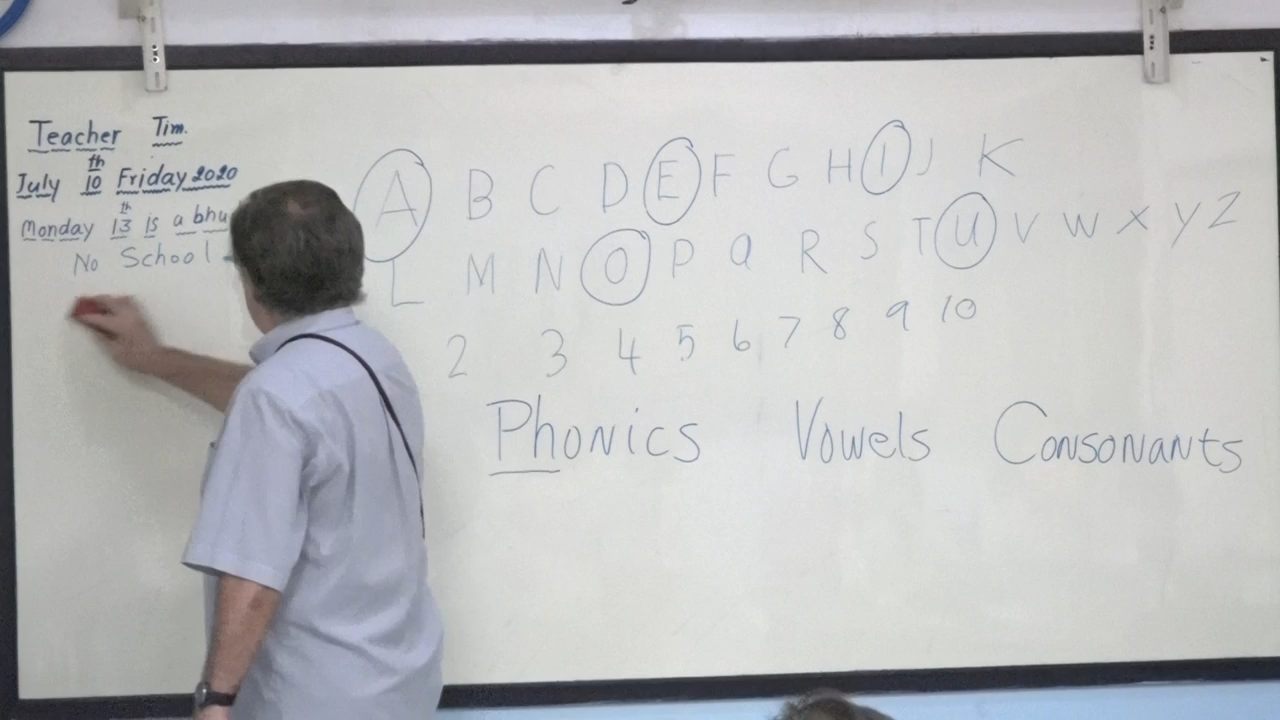 Teacher Tim.
July 10th Friday 2020
Monday 13th is a bhu
No School
A B C D E F G H I J K
L M N O P Q R S T U V W X Y Z
2 3 4 5 6 7 8 9 10
Phonics Vowels Consonants